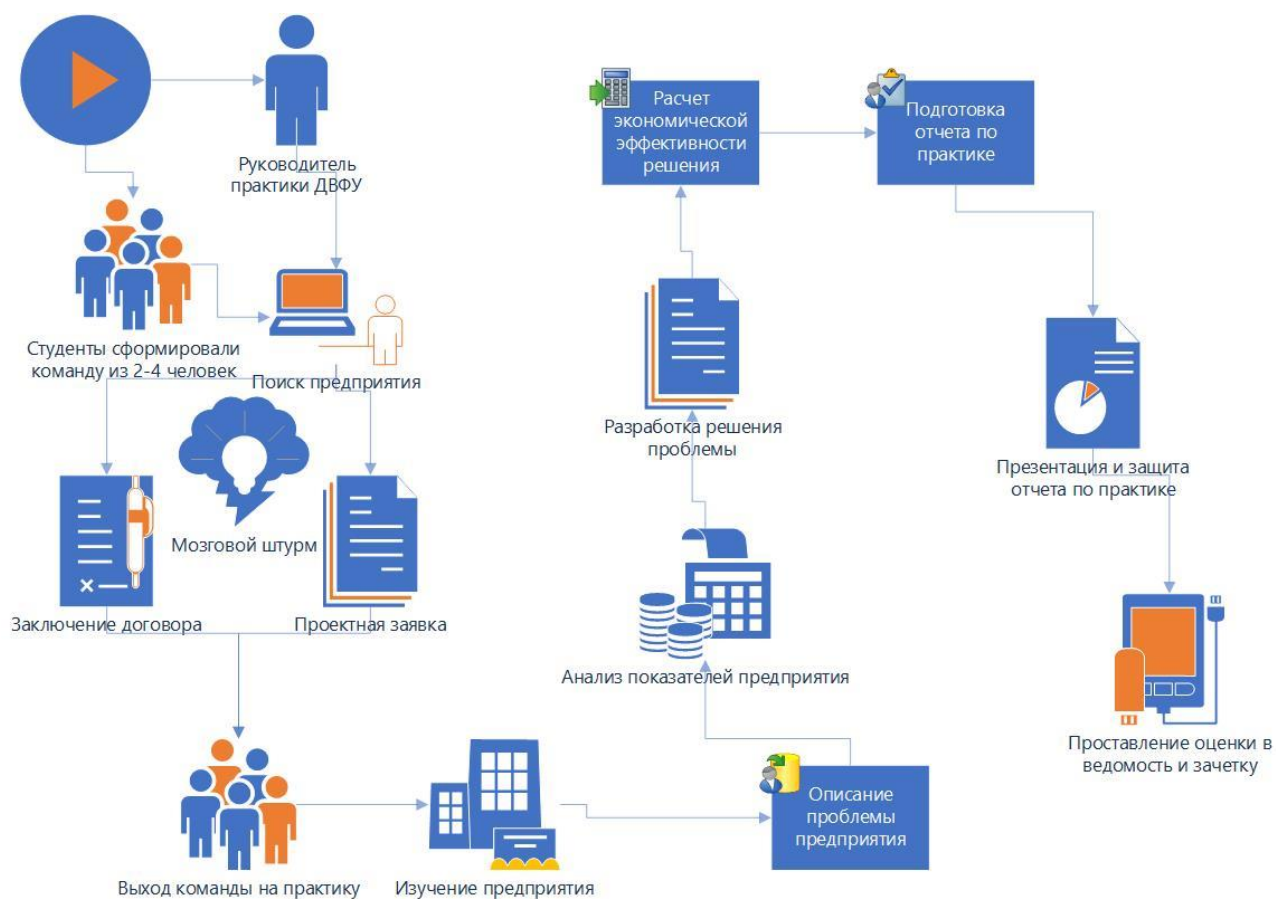 Руководитель
практики ДВФУ
Студенты сформировали
команду из 2-4 человек
Поиск предприятия
Мозговой штурм
Заключение договора
Проектная заявка
Выход команды на практику
Изучение предприятия
Описание
проблемы
предприятия
Анализ показателей предприятия
Разработка решения
проблемы
Расчет
экономической
эффективности
решения
Подготовка
отчета по
практике
Презентация и защита
отчета по практике
Проставление оценки в
ведомость и зачетку